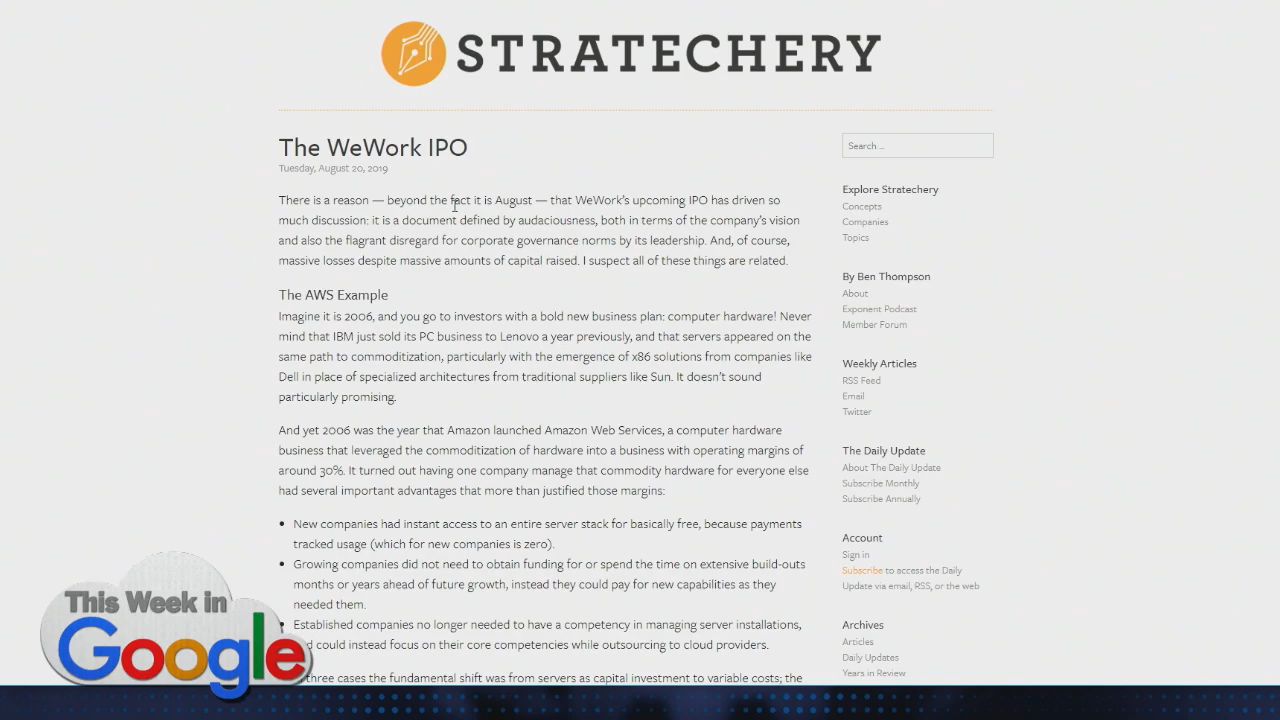 STRATECHERY
The WeWork IPO
Tuesday, August 20, 2019
There is a reason — beyond the fact it is August — that WeWork's upcoming IPO has driven so
much discussion: it is a document defined by audaciousness, both in terms of the company's vision
and also the flagrant disregard for corporate governance norms by its leadership. And, of course,
massive losses despite massive amounts of capital raised. I suspect all of these things are related.
The AWS Example
Imagine it is 2006, and you go to investors with a bold new business plan: computer hardware! Never
mind that IBM just sold its PC business to Lenovo a year previously, and that servers appeared on the
same path to commoditization, particularly with the emergence of x86 solutions from companies like
Dell in place of specialized architectures from traditional suppliers like Sun. It doesn't sound
particularly promising.
And yet 2006 was the year that Amazon launched Amazon Web Services, a computer hardware
business that leveraged the commoditization of hardware into a business with operating margins of
around 30%. It turned out having one company manage that commodity hardware for everyone else
had several important advantages that more than justified those margins:
• New companies had instant access to an entire server stack for basically free, because payments
tracked usage (which for new companies is zero).
• Growing companies did not need to obtain funding for or spend the time on extensive build-outs
months or years ahead of future growth, instead they could pay for new capabilities as they
needed them.
• Established companies no longer needed to have a competency in managing server installations,
could instead focus on their core competencies while outsourcing to cloud providers.
three cases the fundamental shift was from servers as capital investment to variable costs; the
Search ...
Explore Stratechery
Concepts
Companies
Topics
By Ben Thompson
About
Exponent Podcast
Member Forum
Weekly Articles
RSS Feed
Email
Twitter
The Daily Update
About The Daily Update
Subscribe Monthly
Subscribe Annually
Account
Sign in
Subscribe to access the Daily
Update via email, RSS, or the web
Archives
Articles
Daily Updates
Years in Review
This Week in
Google